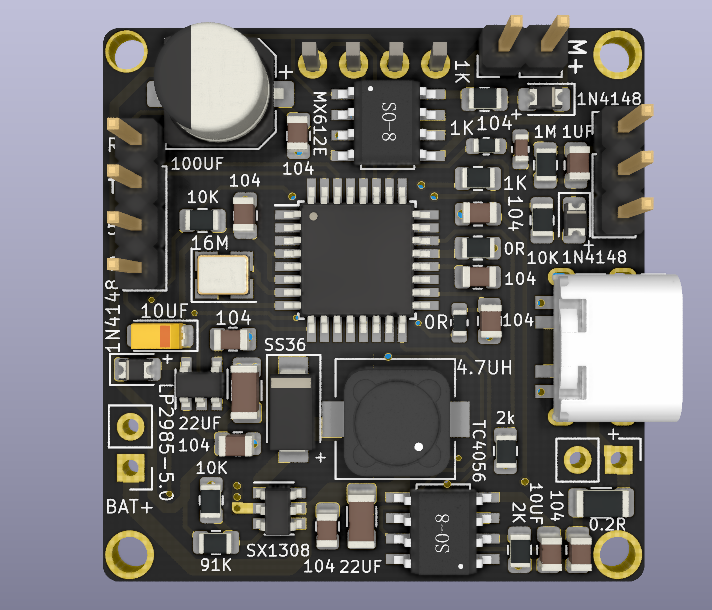 M+
1K
1N4148
MX612E
SO-8
1K
104
1M
1UF
100UF
104
104
10K
1K
104
16M
0R
10K
1N4148
104
1N4148
10UF
104
0R
104
SS36
4.7UH
22UF
LP2985-5.0
104
2k
TC4056
10K
BAT+
SO-8
2K
10UF
104
0.2R
SX1308
91K
104
22UF